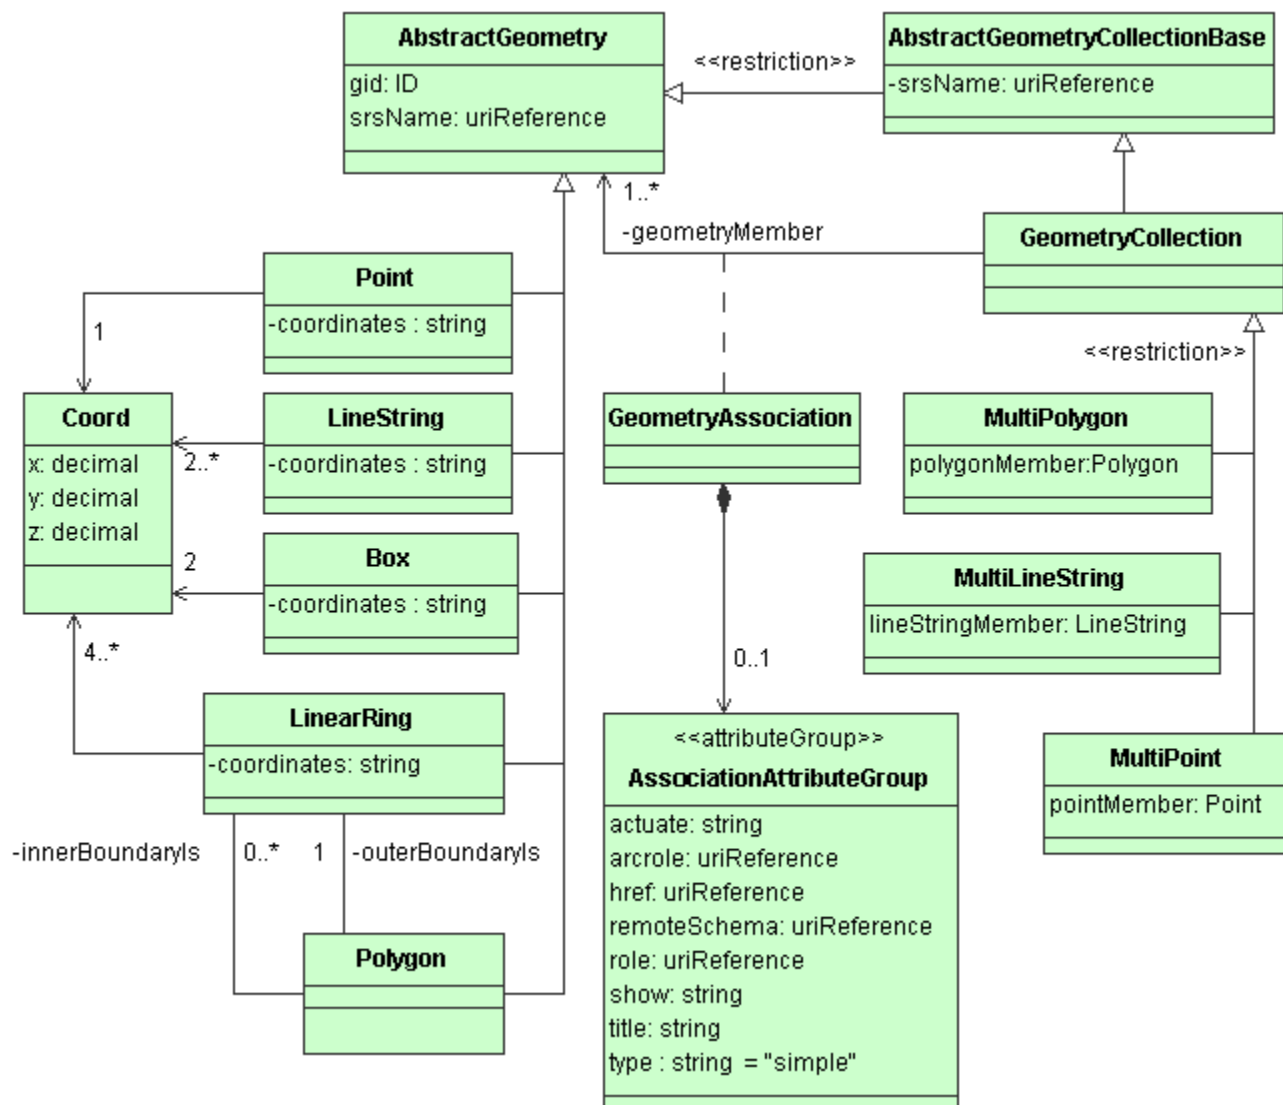 AbstractGeometry
gid: ID
srsName: uriReference
<<restriction>>
AbstractGeometryCollectionBase
-srsName: uriReference
1..*
-geometryMember
GeometryCollection
<<restriction>>
Point
-coordinates : string
1
Coord
x: decimal
y: decimal
z: decimal
LineString
-coordinates : string
2..*
Box
-coordinates : string
2
4..*
LinearRing
-coordinates: string
-innerBoundaryIs
0..*
1
-outerBoundaryIs
Polygon
GeometryAssociation
0..1
<<attributeGroup>>
AssociationAttributeGroup
actuate: string
arcrole: uriReference
href: uriReference
remoteSchema: uriReference
role: uriReference
show: string
title: string
type : string = "simple"
MultiPolygon
polygonMember:Polygon
MultiLineString
lineStringMember: LineString
MultiPoint
pointMember: Point